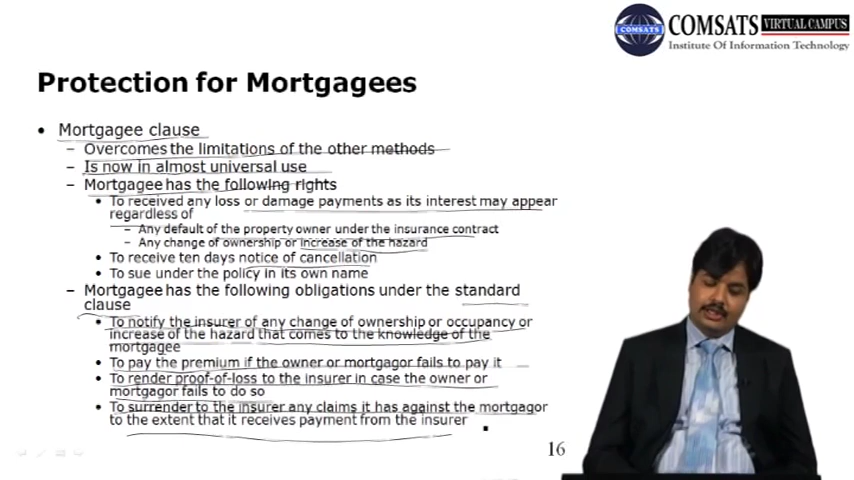 COMSATS VIRTUAL CAMPUS
Institute Of Information Technology
Protection for Mortgagees
• Mortgagee clause
– Overcomes the limitations of the other methods
– Is now in almost universal use
– Mortgagee has the following rights
• To received any loss or damage payments as its interest may appear
regardless of
– Any default of the property owner under the insurance contract
– Any change of ownership or increase of the hazard
• To receive ten days notice of cancellation
• To sue under the policy in its own name
– Mortgagee has the following obligations under the standard
clause
• To notify the insurer of any change of ownership or occupancy or
increase of the hazard that comes to the knowledge of the
mortgagee
• To pay the premium if the owner or mortgagor fails to pay it
• To render proof-of-loss to the insurer in case the owner or
mortgagor fails to do so
• To surrender to the insurer any claims it has against the mortgagor
to the extent that it receives payment from the insurer
16